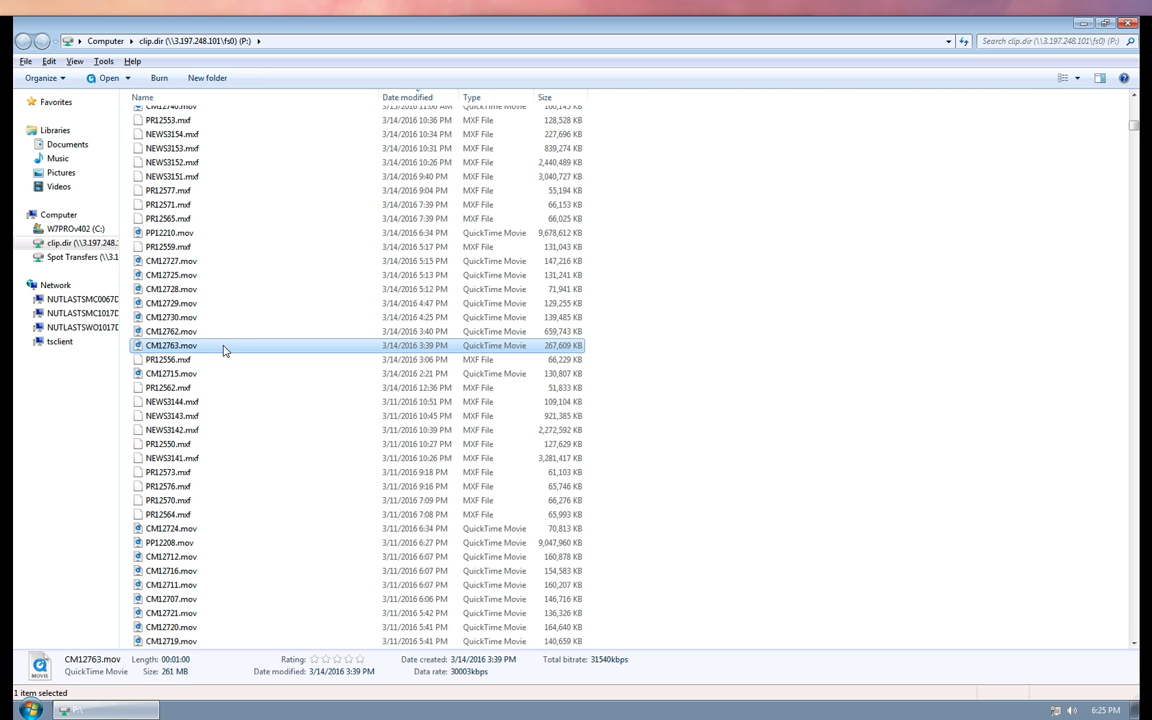 Computer clip.dir (\\3.197.248.101\fs0) (P:) Search clip.dir (\\3.197.248.101\fs0) (P:)
File Edit View Tools Help
Organize Open Burn New folder
Favorites
Libraries
Documents
Music
Pictures
Videos
Computer
W7PROv402 (C:)
clip.dir (\\3.197.248.
Spot Transfers (\\3.1
Network
NUTLASTSMC0067D
NUTLASTSMC1017D
NUTLASTSWO1017D
tsclient
Name Date modified Type Size
CM12740.mov 3/15/2016 11:06 AM QuickTime Movie 166,145 KB
PR12553.mxf 3/14/2016 10:36 PM MXF File 128,528 KB
NEWS3154.mxf 3/14/2016 10:34 PM MXF File 227,696 KB
NEWS3153.mxf 3/14/2016 10:31 PM MXF File 839,274 KB
NEWS3152.mxf 3/14/2016 10:26 PM MXF File 2,440,489 KB
NEWS3151.mxf 3/14/2016 9:40 PM MXF File 3,040,727 KB
PR12577.mxf 3/14/2016 9:04 PM MXF File 55,194 KB
PR12571.mxf 3/14/2016 7:39 PM MXF File 66,153 KB
PR12565.mxf 3/14/2016 7:39 PM MXF File 66,025 KB
PP12210.mov 3/14/2016 6:34 PM QuickTime Movie 9,678,612 KB
PR12559.mxf 3/14/2016 5:17 PM MXF File 131,043 KB
CM12727.mov 3/14/2016 5:15 PM QuickTime Movie 147,216 KB
CM12725.mov 3/14/2016 5:13 PM QuickTime Movie 131,241 KB
CM12728.mov 3/14/2016 5:12 PM QuickTime Movie 71,941 KB
CM12729.mov 3/14/2016 4:47 PM QuickTime Movie 129,255 KB
CM12730.mov 3/14/2016 4:25 PM QuickTime Movie 139,485 KB
CM12762.mov 3/14/2016 3:40 PM QuickTime Movie 659,743 KB
CM12763.mov 3/14/2016 3:39 PM QuickTime Movie 267,609 KB
PR12556.mxf 3/14/2016 3:06 PM MXF File 66,229 KB
CM12715.mov 3/14/2016 2:21 PM QuickTime Movie 130,807 KB
PR12562.mxf 3/14/2016 12:36 PM MXF File 51,833 KB
NEWS3144.mxf 3/11/2016 10:51 PM MXF File 109,104 KB
NEWS3143.mxf 3/11/2016 10:45 PM MXF File 921,385 KB
NEWS3142.mxf 3/11/2016 10:39 PM MXF File 2,272,592 KB
PR12550.mxf 3/11/2016 10:27 PM MXF File 127,629 KB
NEWS3141.mxf 3/11/2016 10:26 PM MXF File 3,281,417 KB
PR12573.mxf 3/11/2016 9:18 PM MXF File 61,103 KB
PR12576.mxf 3/11/2016 9:16 PM MXF File 65,746 KB
PR12570.mxf 3/11/2016 7:09 PM MXF File 66,276 KB
PR12564.mxf 3/11/2016 7:08 PM MXF File 65,993 KB
CM12724.mov 3/11/2016 6:34 PM QuickTime Movie 70,813 KB
PP12208.mov 3/11/2016 6:27 PM QuickTime Movie 9,047,960 KB
CM12712.mov 3/11/2016 6:07 PM QuickTime Movie 160,878 KB
CM12716.mov 3/11/2016 6:07 PM QuickTime Movie 154,583 KB
CM12711.mov 3/11/2016 6:07 PM QuickTime Movie 160,207 KB
CM12707.mov 3/11/2016 6:06 PM QuickTime Movie 146,716 KB
CM12721.mov 3/11/2016 5:42 PM QuickTime Movie 136,326 KB
CM12720.mov 3/11/2016 5:41 PM QuickTime Movie 164,640 KB
CM12719.mov 3/11/2016 5:41 PM QuickTime Movie 140,659 KB
CM12763.mov Length: 00:01:00 Rating: Date created: 3/14/2016 3:39 PM Total bitrate: 31540kbps
QuickTime Movie Size: 261 MB Date modified: 3/14/2016 3:39 PM Data rate: 30003kbps
MOVIE
1 item selected
P:\ 6:25 PM